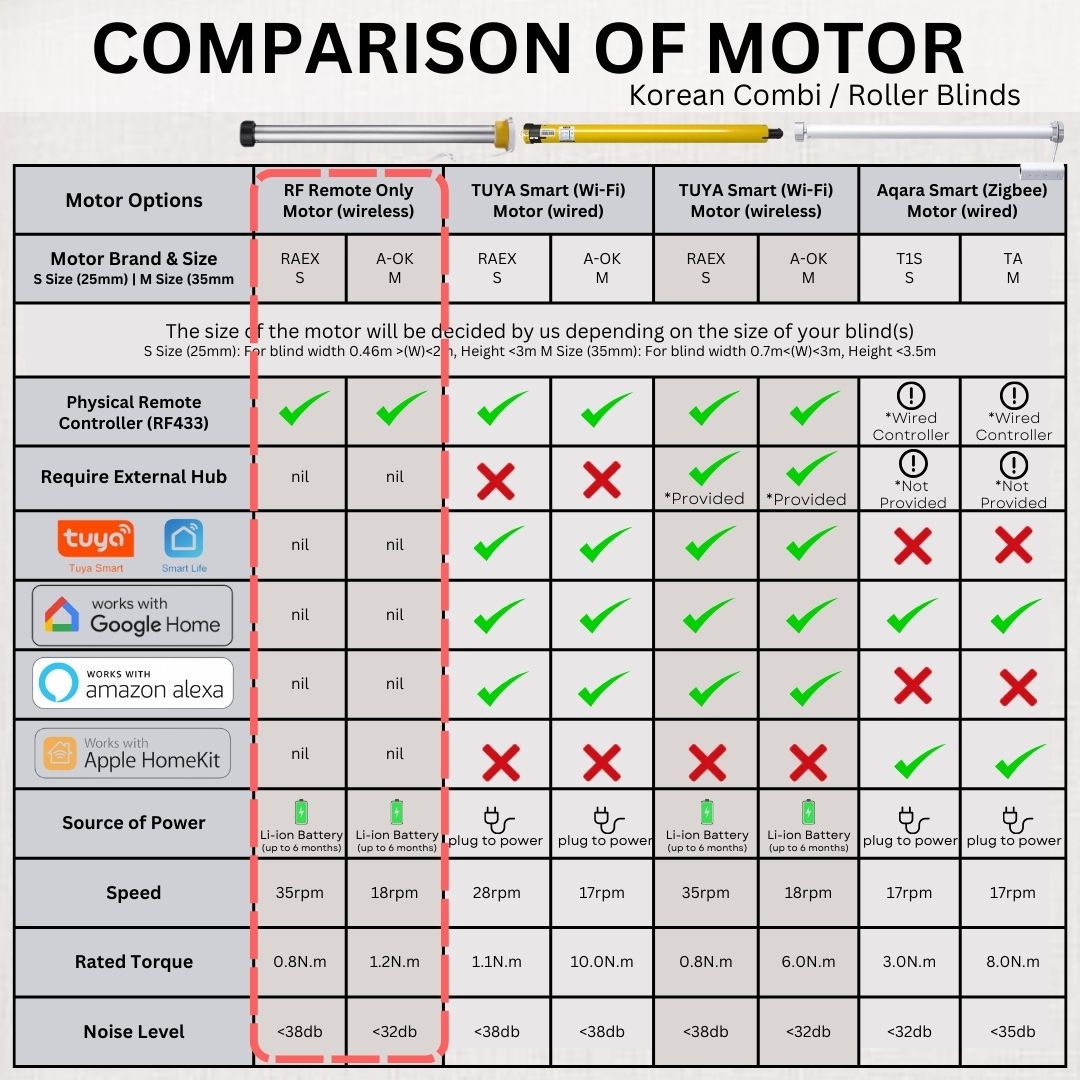 COMPARISON OF MOTOR
Korean Combi / Roller Blinds
Motor Options
RF Remote Only
Motor (wireless)
TUYA Smart (Wi-Fi)
Motor (wired)
TUYA Smart (Wi-Fi)
Motor (wireless)
Aqara Smart (Zigbee)
Motor (wired)
Motor Brand & Size
S Size (25mm) | M Size (35mm
RAEX
S
A-OK
M
RAEX
S
A-OK
M
RAEX
S
A-OK
M
T1S
S
TA
M
The size of the motor will be decided by us depending on the size of your blind(s)
S Size (25mm): For blind width 0.46m >(W)<2m, Height <3m M Size (35mm): For blind width 0.7m<(W)<3m, Height <3.5m
Physical Remote
Controller (RF433)
*Wired
Controller
*Wired
Controller
Require External Hub
nil
nil
*Provided
*Provided
*Not
Provided
*Not
Provided
tuya
Tuya Smart
Smart Life
nil
nil
works with
Google Home
nil
nil
WORKS WITH
amazon alexa
nil
nil
Works with
Apple HomeKit
nil
nil
Source of Power
Li-ion Battery
(up to 6 months)
Li-ion Battery
(up to 6 months)
plug to power
plug to power
Li-ion Battery
(up to 6 months)
Li-ion Battery
(up to 6 months)
plug to power
plug to power
Speed
35rpm
18rpm
28rpm
17rpm
35rpm
18rpm
17rpm
17rpm
Rated Torque
0.8N.m
1.2N.m
1.1N.m
10.0N.m
0.8N.m
6.0N.m
3.0N.m
8.0N.m
Noise Level
<38db
<32db
<38db
<38db
<38db
<32db
<32db
<35db